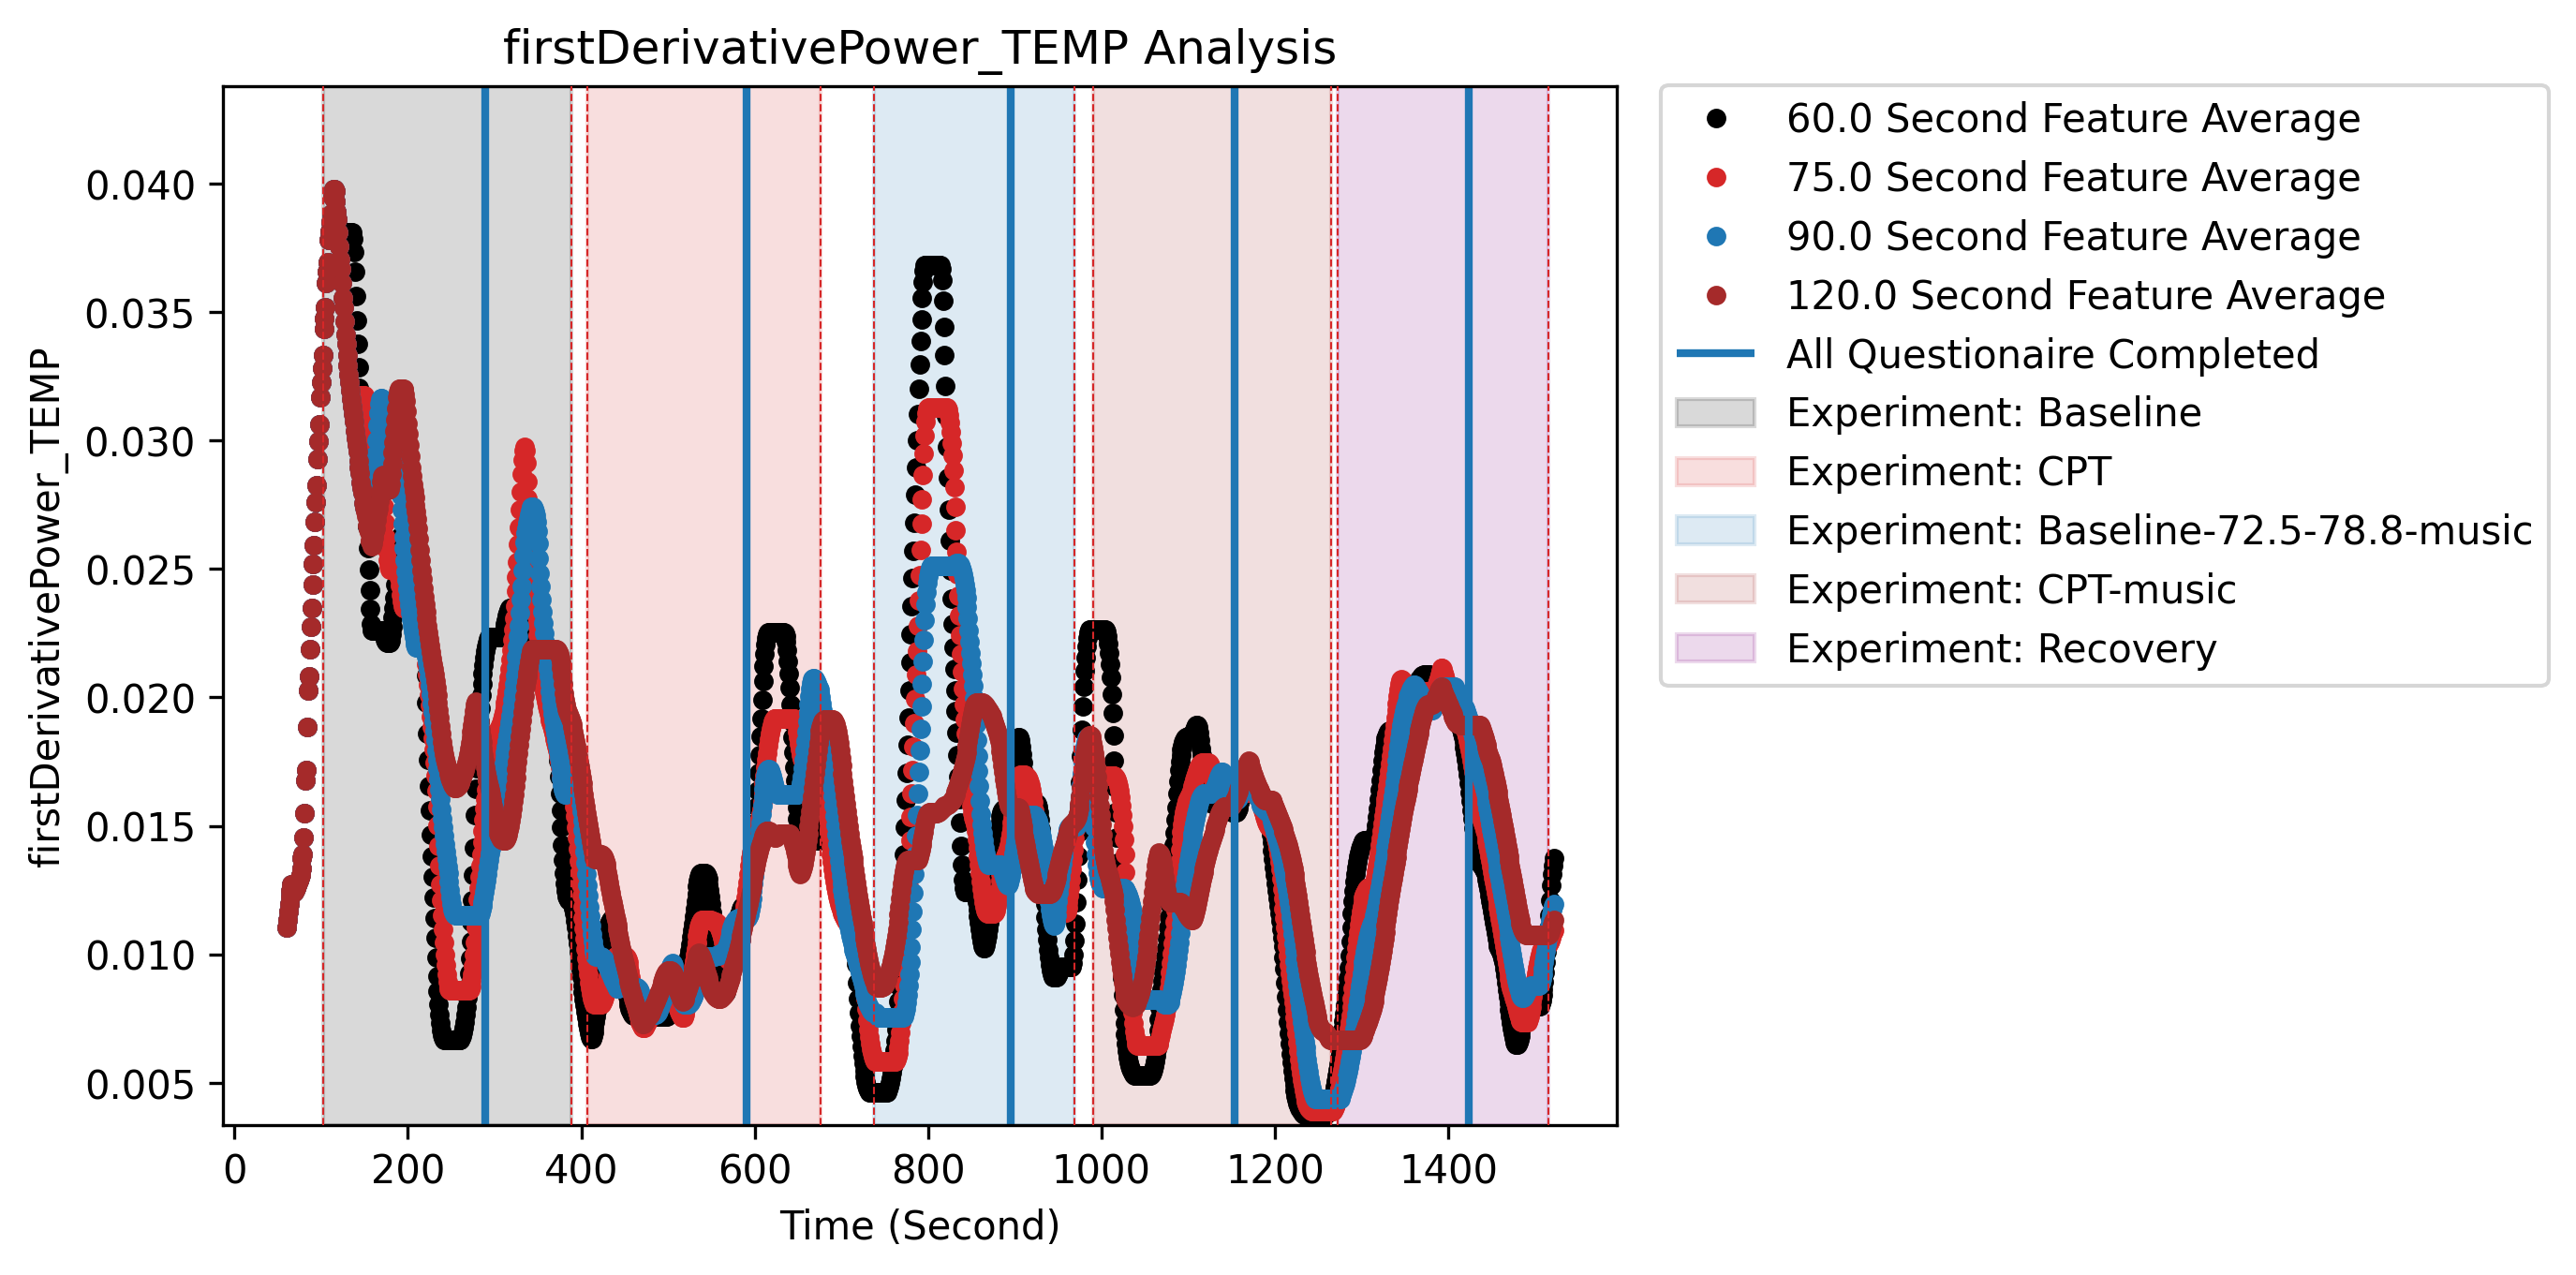 firstDerivativePower_TEMP Analysis
firstDerivativePower_TEMP
0.040
0.035
0.030
0.025
0.020
0.015
0.010
0.005
0 200 400 600 800 1000 1200 1400
Time (Second)
60.0 Second Feature Average
75.0 Second Feature Average
90.0 Second Feature Average
120.0 Second Feature Average
All Questionaire Completed
Experiment: Baseline
Experiment: CPT
Experiment: Baseline-72.5-78.8-music
Experiment: CPT-music
Experiment: Recovery